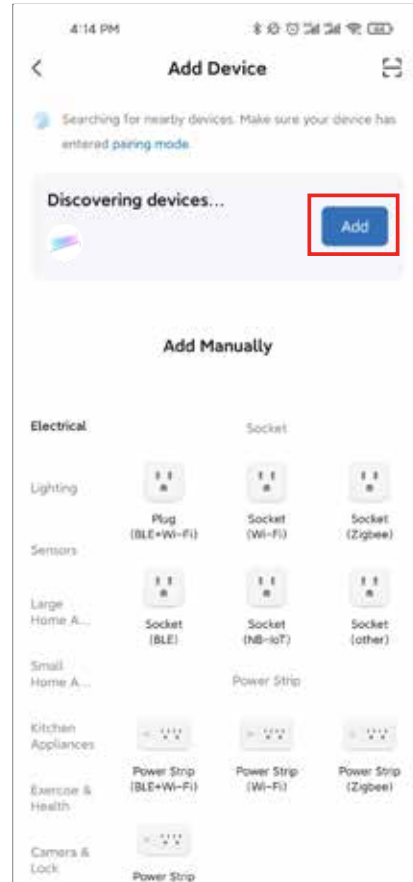 4:14 PM
Add Device
Searching for nearby devices. Make sure your device has
entered pairing mode.
Discovering devices...
Add
Add Manually
Electrical
Socket
Lighting
Plug
(BLE+Wi-Fi)
Socket
(Wi-Fi)
Socket
(Zigbee)
Sensors
Large
Home A...
Socket
(BLE)
Socket
(NB-IoT)
Socket
(other)
Small
Home A...
Power Strip
Kitchen
Appliances
Power Strip
(BLE+Wi-Fi)
Power Strip
(Wi-Fi)
Power Strip
(Zigbee)
Exercise &
Health
Camera &
Lock
Power Strip